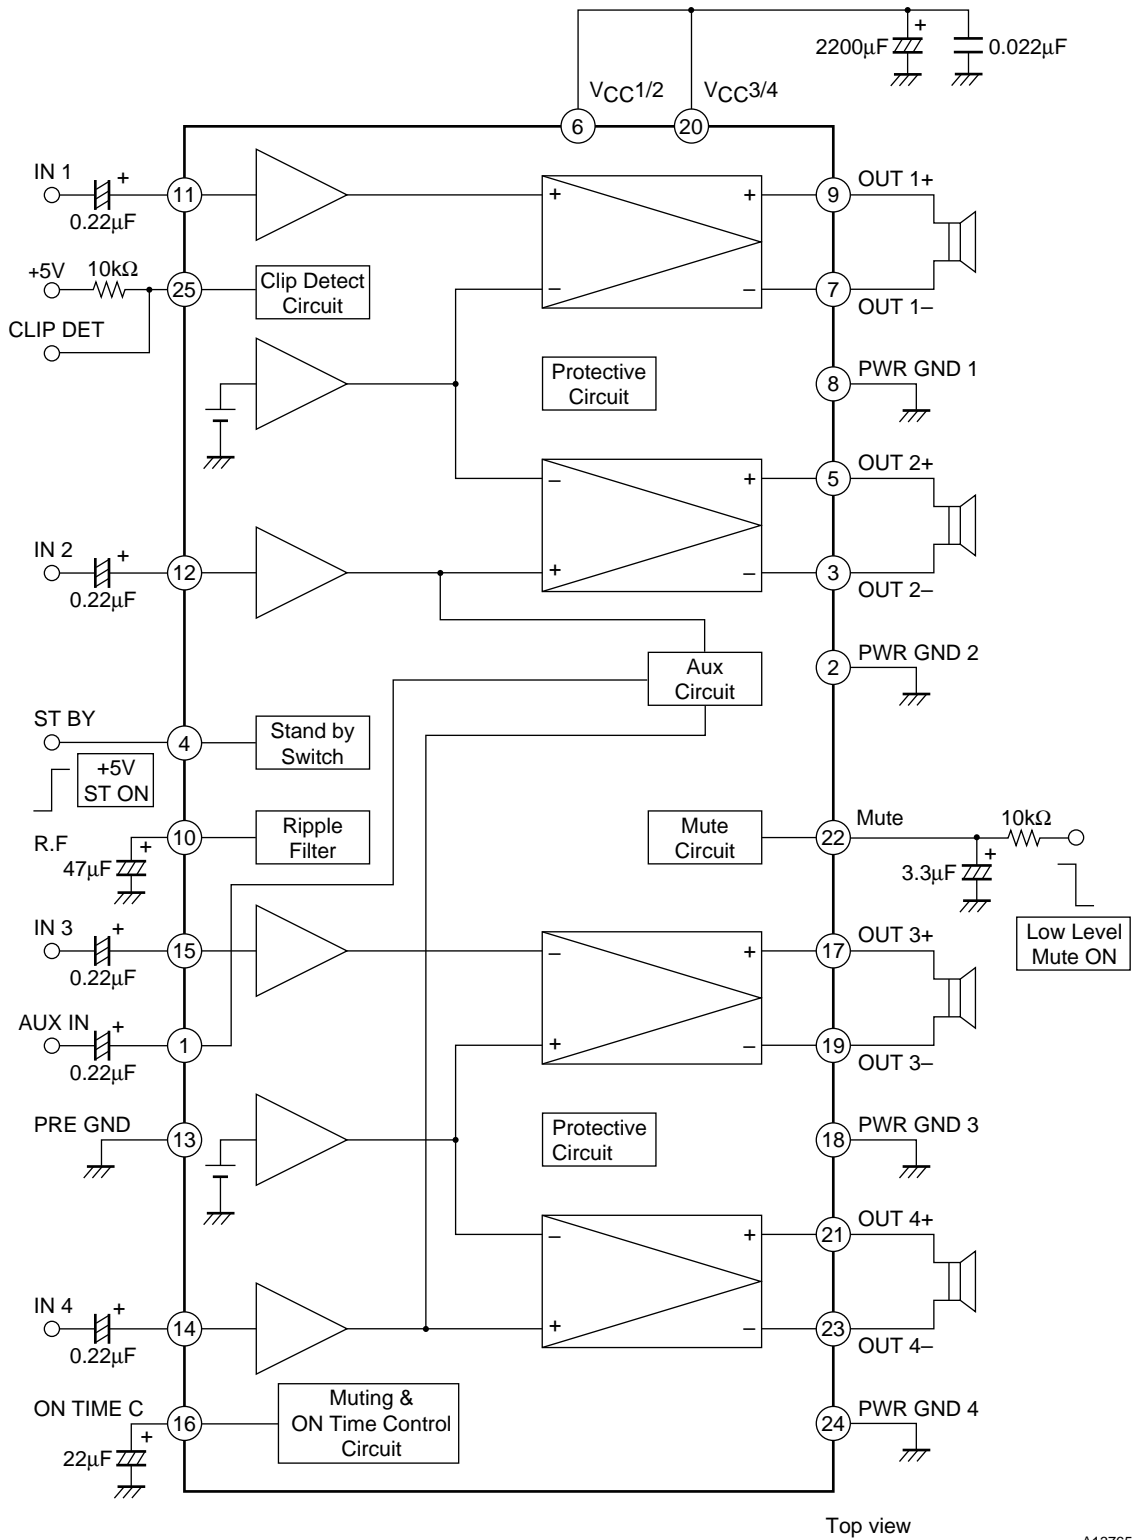 2200µF
+
0.022µF
VCC1/2
VCC3/4
6
20
IN 1
+
0.22µF
11
+
–
+
–
9
OUT 1+
7
OUT 1–
+5V
10kΩ
25
Clip Detect
Circuit
CLIP DET
Protective
Circuit
8
PWR GND 1
–
+
+
–
5
OUT 2+
3
OUT 2–
IN 2
+
0.22µF
12
Aux
Circuit
2
PWR GND 2
ST BY
4
Stand by
Switch
+5V
ST ON
R.F
+
47µF
10
Ripple
Filter
Mute
Circuit
22
Mute
10kΩ
+
3.3µF
Low Level
Mute ON
IN 3
+
0.22µF
15
–
+
+
–
17
OUT 3+
19
OUT 3–
AUX IN
+
0.22µF
1
PRE GND
13
Protective
Circuit
18
PWR GND 3
–
+
+
–
21
OUT 4+
23
OUT 4–
IN 4
+
0.22µF
14
ON TIME C
+
22µF
16
Muting &
ON Time Control
Circuit
24
PWR GND 4
Top view